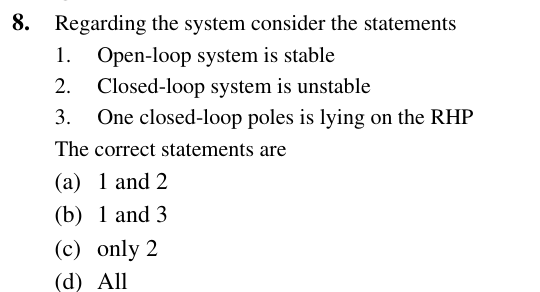 8. Regarding the system consider the statements
1. Open-loop system is stable
2. Closed-loop system is unstable
3. One closed-loop poles is lying on the RHP
The correct statements are
(a) 1 and 2
(b) 1 and 3
(c) only 2
(d) All